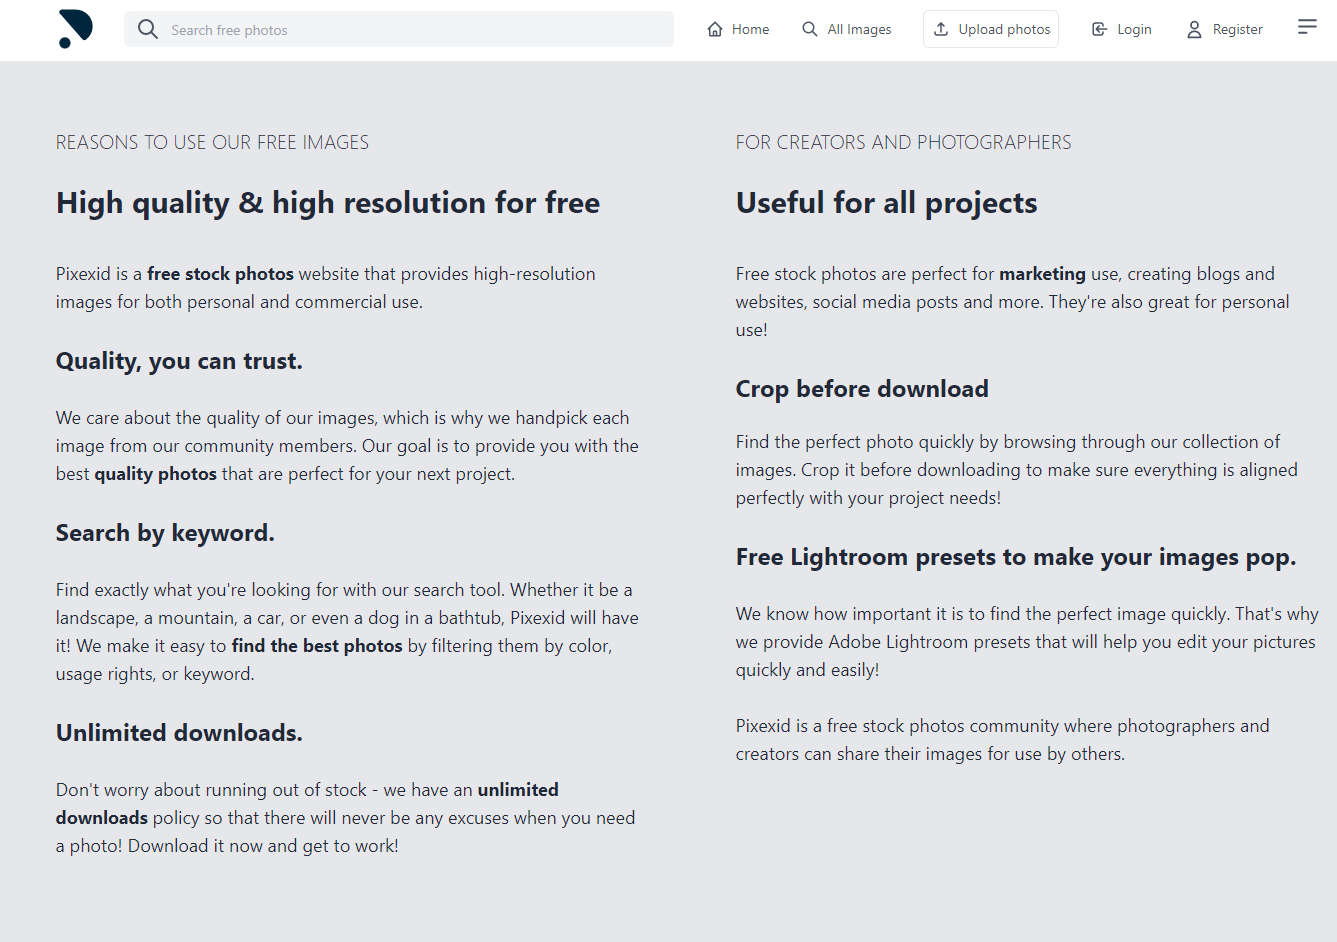 Search free photos
Home
All Images
Upload photos
Login
Register
REASONS TO USE OUR FREE IMAGES
High quality & high resolution for free
Pixexid is a free stock photos website that provides high-resolution
images for both personal and commercial use.
Quality, you can trust.
We care about the quality of our images, which is why we handpick each
image from our community members. Our goal is to provide you with the
best quality photos that are perfect for your next project.
Search by keyword.
Find exactly what you're looking for with our search tool. Whether it be a
landscape, a mountain, a car, or even a dog in a bathtub, Pixexid will have
it! We make it easy to find the best photos by filtering them by color,
usage rights, or keyword.
Unlimited downloads.
Don't worry about running out of stock - we have an unlimited
downloads policy so that there will never be any excuses when you need
a photo! Download it now and get to work!
FOR CREATORS AND PHOTOGRAPHERS
Useful for all projects
Free stock photos are perfect for marketing use, creating blogs and
websites, social media posts and more. They're also great for personal
use!
Crop before download
Find the perfect photo quickly by browsing through our collection of
images. Crop it before downloading to make sure everything is aligned
perfectly with your project needs!
Free Lightroom presets to make your images pop.
We know how important it is to find the perfect image quickly. That's why
we provide Adobe Lightroom presets that will help you edit your pictures
quickly and easily!
Pixexid is a free stock photos community where photographers and
creators can share their images for use by others.